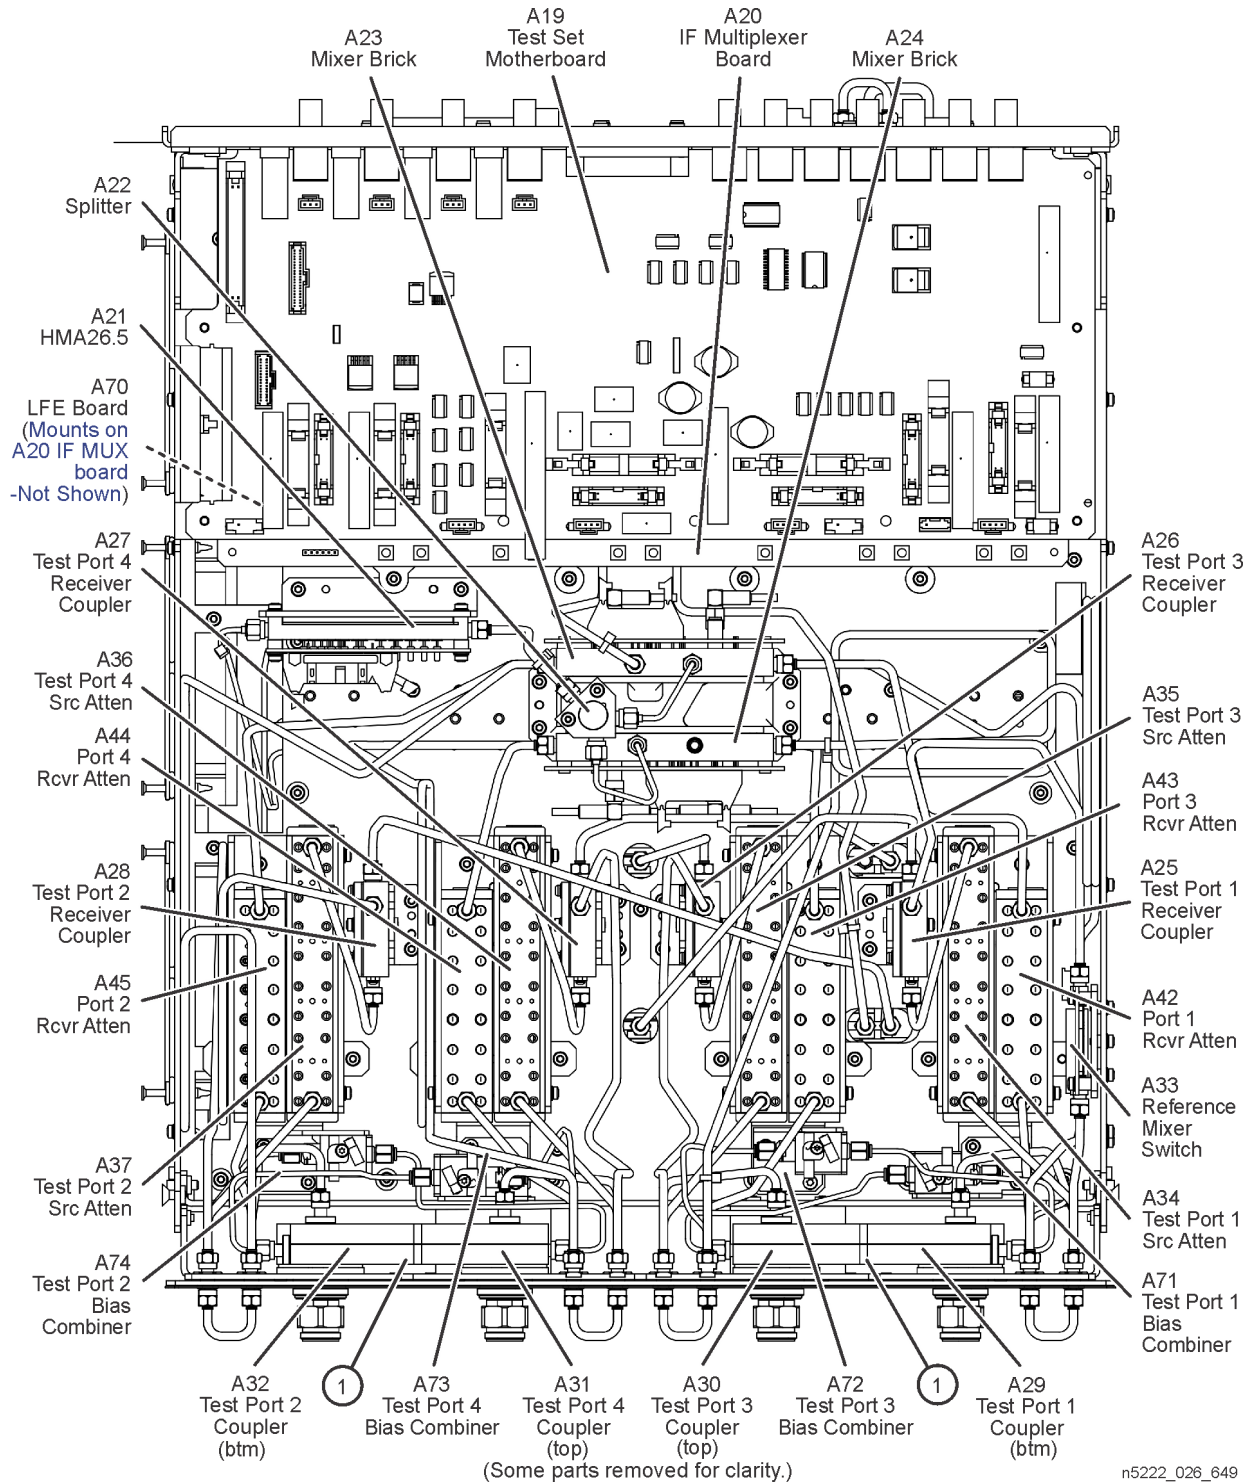 A23
Mixer Brick
A19
Test Set
Motherboard
A20
IF Multiplexer
Board
A24
Mixer Brick
A22
Splitter
A21
HMA26.5
A70
LFE Board
(Mounts on
A20 IF MUX
board
-Not Shown)
A27
Test Port 4
Receiver
Coupler
A36
Test Port 4
Src Atten
A44
Port 4
Rcvr Atten
A28
Test Port 2
Receiver
Coupler
A45
Port 2
Rcvr Atten
A37
Test Port 2
Src Atten
A74
Test Port 2
Bias
Combiner
A26
Test Port 3
Receiver
Coupler
A35
Test Port 3
Src Atten
A43
Port 3
Rcvr Atten
A25
Test Port 1
Receiver
Coupler
A42
Port 1
Rcvr Atten
A33
Reference
Mixer
Switch
A34
Test Port 1
Src Atten
A71
Test Port 1
Bias
Combiner
A32
Test Port 2
Coupler
(btm)
1
A73
Test Port 4
Bias Combiner
A31
Test Port 4
Coupler
(top)
A30
Test Port 3
Coupler
(top)
A72
Test Port 3
Bias Combiner
1
A29
Test Port 1
Coupler
(btm)
(Some parts removed for clarity.)
n5222_026_649